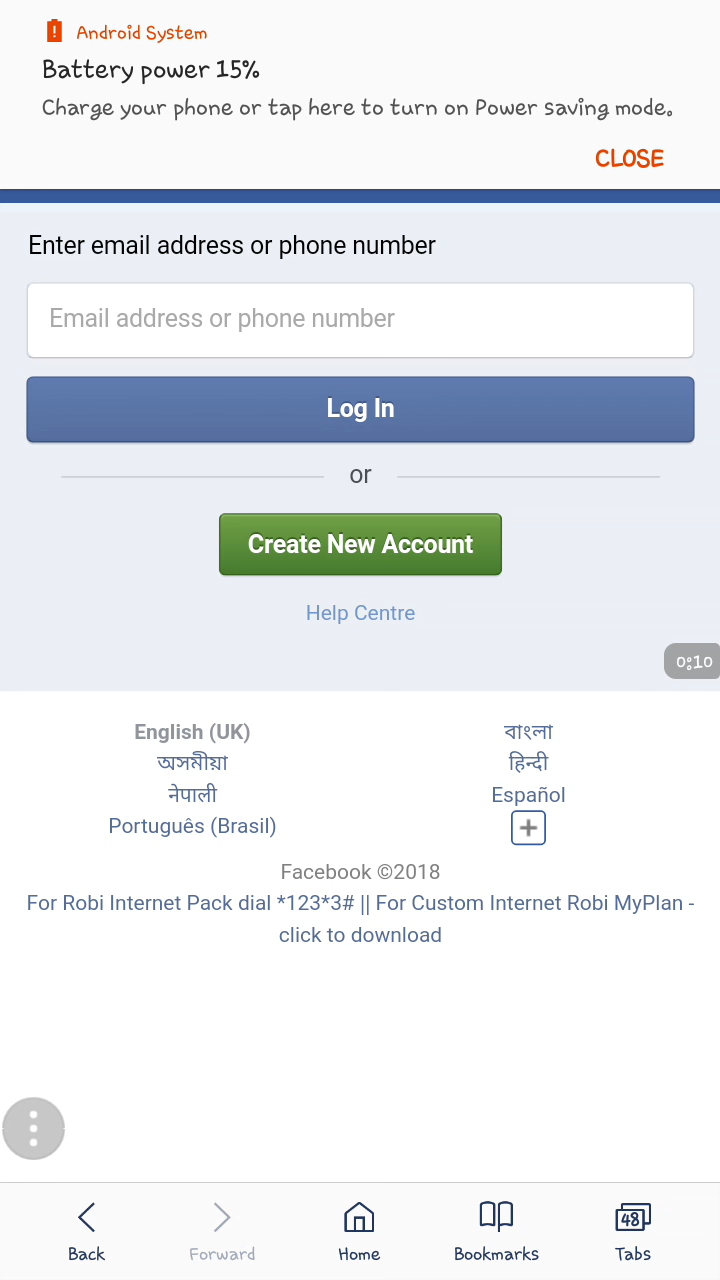 Android System
Battery power 15%
Charge your phone or tap here to turn on Power saving mode.
CLOSE
Enter email address or phone number
Email address or phone number
Log In
or
Create New Account
Help Centre
0:10
English (UK)
বাংলা
অসমীয়া
हिन्दी
नेपाली
Español
Português (Brasil)
Facebook ©2018
For Robi Internet Pack dial *123*3# || For Custom Internet Robi MyPlan -
click to download
48
Back
Forward
Home
Bookmarks
Tabs